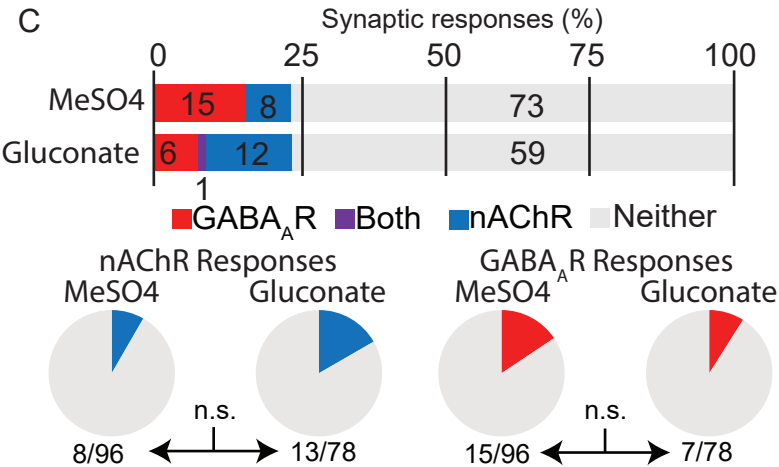 C
Synaptic responses (%)
0 25 50 75 100
MeSO4 15 8 73
Gluconate 6 12 59
1
GABAAR Both nAChR Neither
nAChR Responses GABAAR Responses
MeSO4 Gluconate MeSO4 Gluconate
n.s. n.s.
8/96 13/78 15/96 7/78